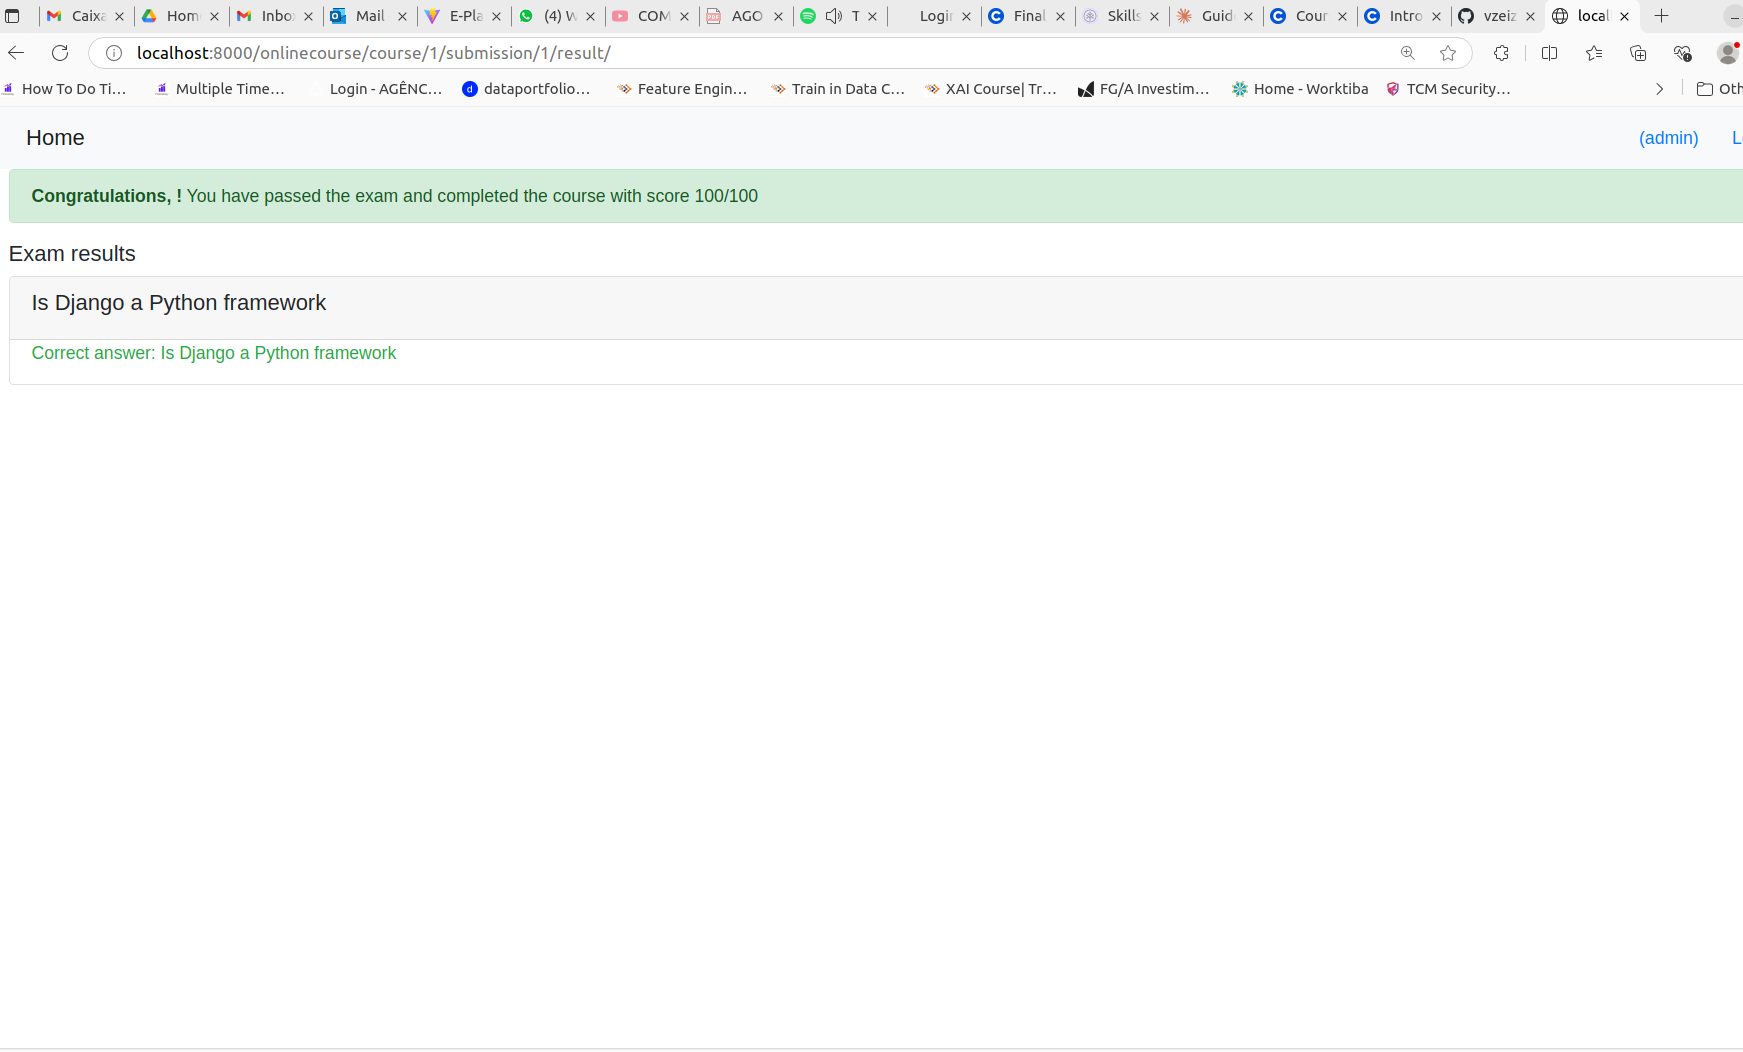 Caixa Home Inbox Mail E-Pla (4) W COM AGO T Login Final Skills Guid Cour Intro vzeiz local
localhost:8000/onlinecourse/course/1/submission/1/result/
How To Do Ti... Multiple Time... Login - AGÊNC... dataportfolio... Feature Engin... Train in Data C... XAI Course| Tr... FG/A Investim... Home - Worktiba TCM Security... Oth
Home (admin) L
Congratulations, ! You have passed the exam and completed the course with score 100/100
Exam results
Is Django a Python framework
Correct answer: Is Django a Python framework